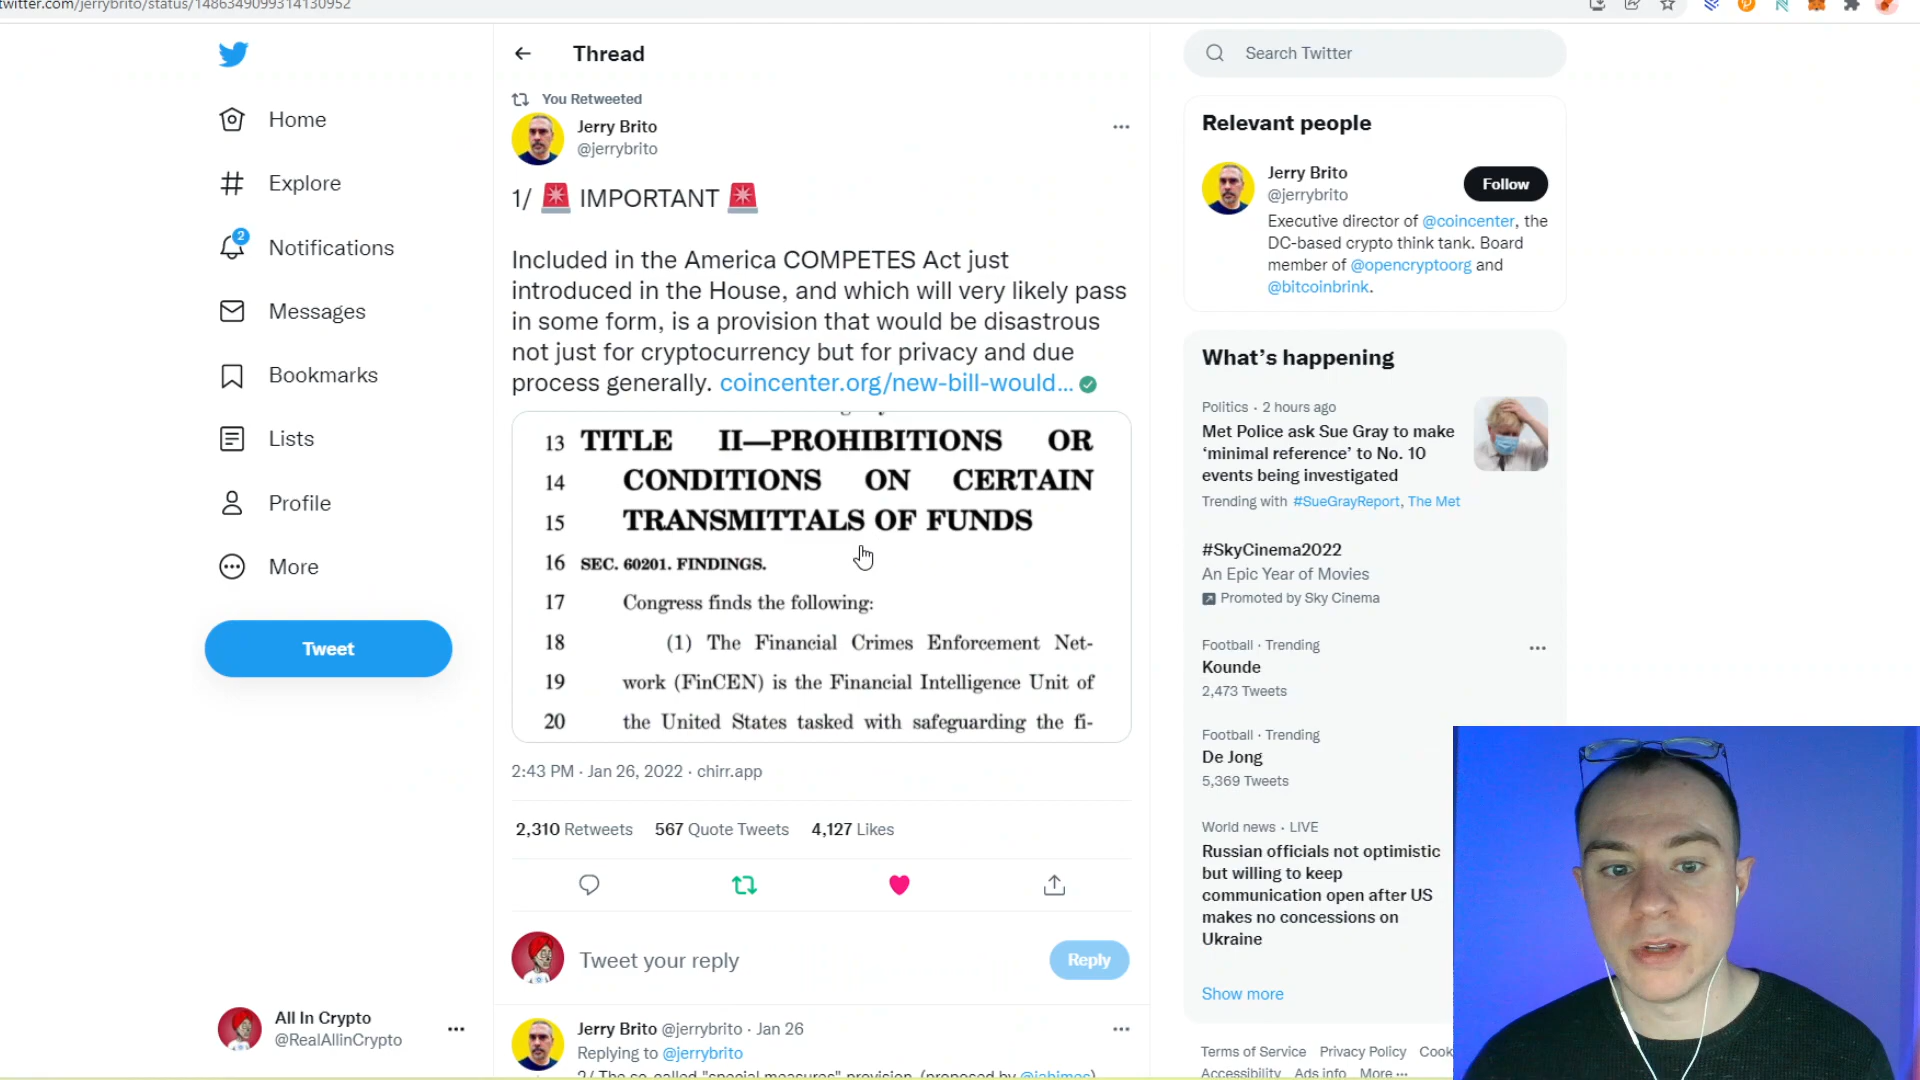 twitter.com/jerrybrito/status/1486349099314130952
Home
Explore
2
Notifications
Messages
Bookmarks
Lists
Profile
More
Tweet
All In Crypto
@RealAllinCrypto
Thread
You Retweeted
Jerry Brito
@jerrybrito
1/ 🚨 IMPORTANT 🚨
Included in the America COMPETES Act just
introduced in the House, and which will very likely pass
in some form, is a provision that would be disastrous
not just for cryptocurrency but for privacy and due
process generally. coincenter.org/new-bill-would...
13 TITLE II—PROHIBITIONS OR
14 CONDITIONS ON CERTAIN
15 TRANSMITTALS OF FUNDS
16 SEC. 60201. FINDINGS.
17 Congress finds the following:
18 (1) The Financial Crimes Enforcement Net-
19 work (FinCEN) is the Financial Intelligence Unit of
20 the United States tasked with safeguarding the fi-
2:43 PM · Jan 26, 2022 · chirr.app
2,310 Retweets 567 Quote Tweets 4,127 Likes
Tweet your reply
Reply
Jerry Brito @jerrybrito · Jan 26
Replying to @jerrybrito
2/ The so-called "special measures" provision (proposed by @jahimes)
Search Twitter
Relevant people
Jerry Brito
@jerrybrito
Follow
Executive director of @coincenter, the
DC-based crypto think tank. Board
member of @opencryptoorg and
@bitcoinbrink.
What's happening
Politics · 2 hours ago
Met Police ask Sue Gray to make
'minimal reference' to No. 10
events being investigated
Trending with #SueGrayReport, The Met
#SkyCinema2022
An Epic Year of Movies
Promoted by Sky Cinema
Football · Trending
Kounde
2,473 Tweets
Football · Trending
De Jong
5,369 Tweets
World news · LIVE
Russian officials not optimistic
but willing to keep
communication open after US
makes no concessions on
Ukraine
Show more
Terms of Service Privacy Policy Cook
Accessibility Ads info More ...